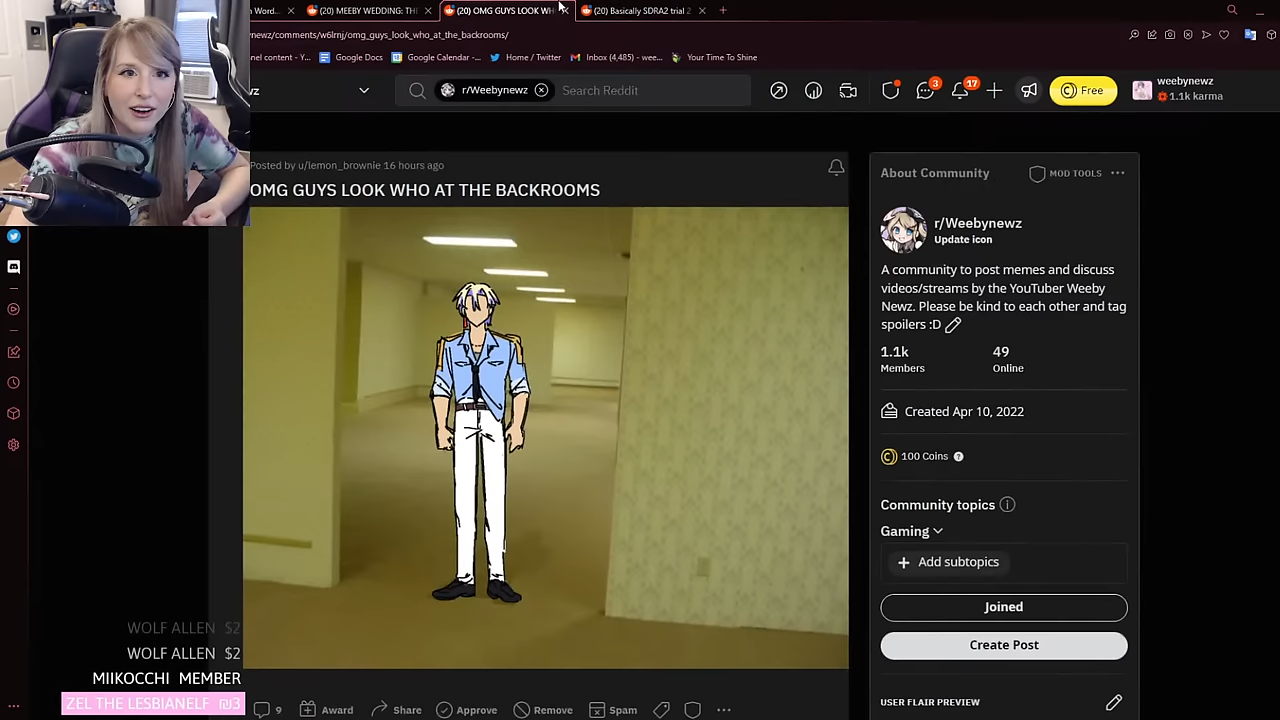 n Word...
(20) MEEBY WEDDING: TH
(20) OMG GUYS LOOK WH
(20) Basically SDRA2 trial 2
newz/comments/w6lrnj/omg_guys_look_who_at_the_backrooms/
nel content - Y...
Google Docs
Google Calendar -...
Home / Twitter
Inbox (4,485) - wee...
Your Time To Shine
z
r/Weebynewz
Search Reddit
3
17
Free
weebynewz
1.1k karma
Posted by u/lemon_brownie 16 hours ago
OMG GUYS LOOK WHO AT THE BACKROOMS
About Community
MOD TOOLS
r/Weebynewz
Update icon
A community to post memes and discuss
videos/streams by the YouTuber Weeby
Newz. Please be kind to each other and tag
spoilers :D
1.1k
49
Members
Online
Created Apr 10, 2022
100 Coins
Community topics
Gaming
Add subtopics
Joined
Create Post
USER FLAIR PREVIEW
WOLF ALLEN $2
WOLF ALLEN $2
MIIKOCCHI MEMBER
ZEL THE LESBIANELF ₪3
9
Award
Share
Approve
Remove
Spam